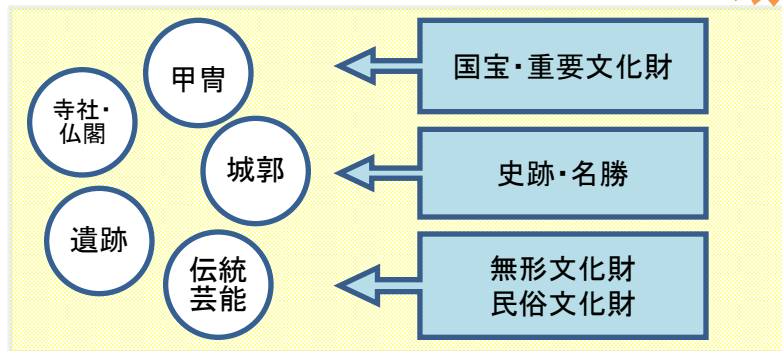 甲冑
寺社・
仏閣
城郭
遺跡
伝統
芸能
国宝・重要文化財
史跡・名勝
無形文化財
民俗文化財